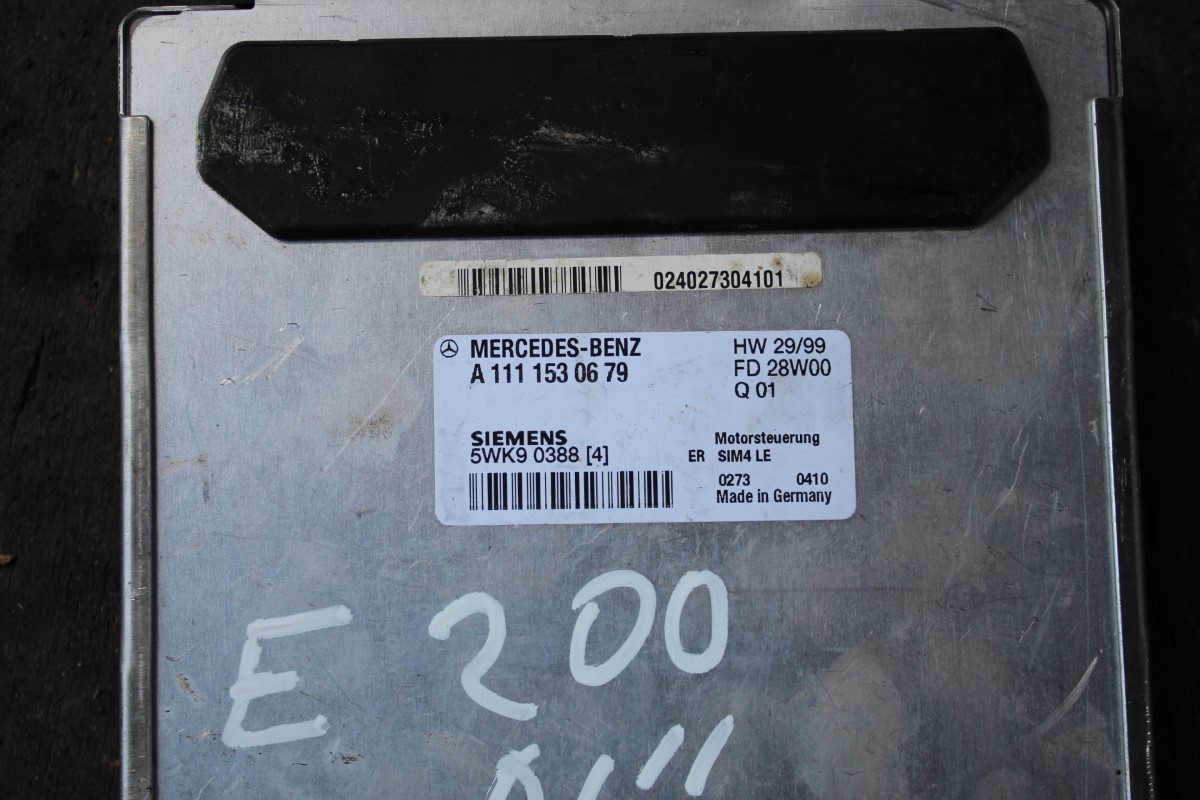 024027304101
MERCEDES-BENZ HW 29/99
A 111 153 06 79 FD 28W00
Q 01
SIEMENS Motorsteuerung
5WK9 0388 [4] ER SIM4 LE
0273 0410
Made in Germany
E 200